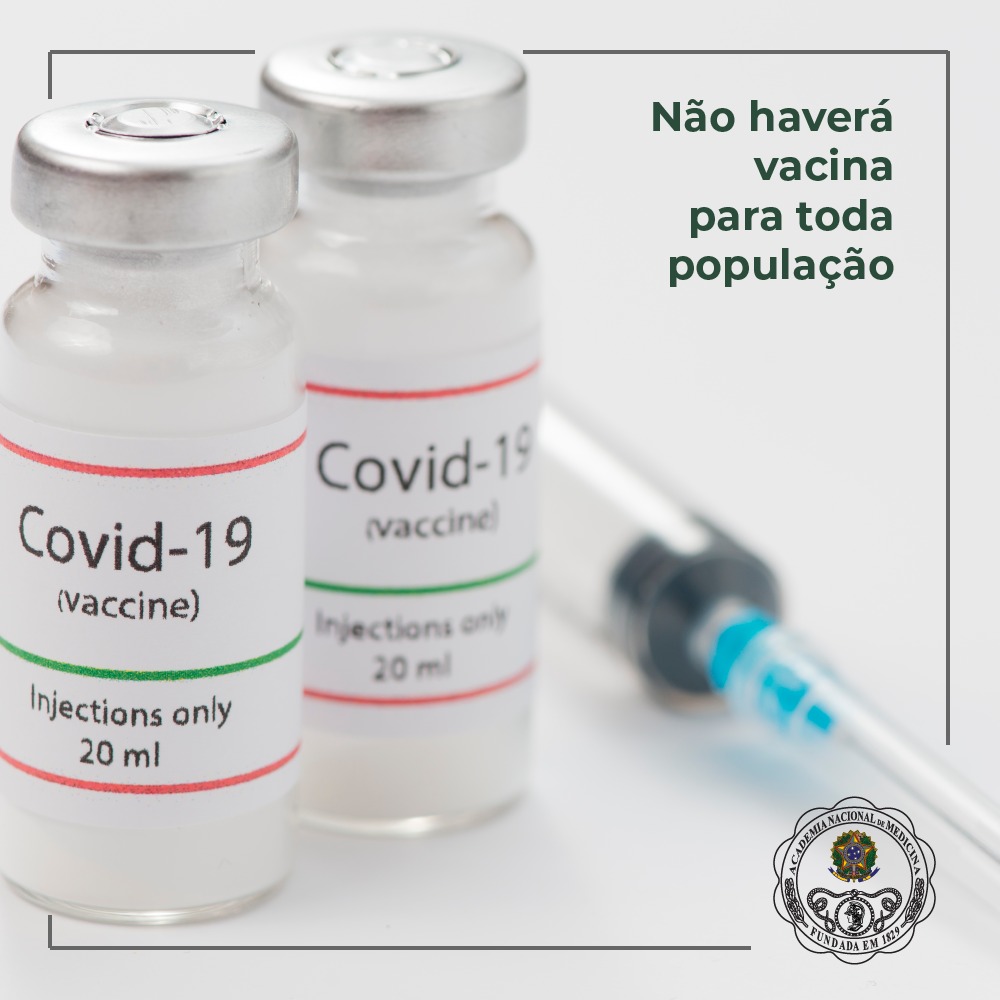 Não haverá
vacina
para toda
população
Covid-19
(vaccine)
Injections only
20 ml
Covid-19
(vaccine)
Injections only
20 ml
ACADEMIA NACIONAL DE MEDICINA
FUNDADA EM 1829